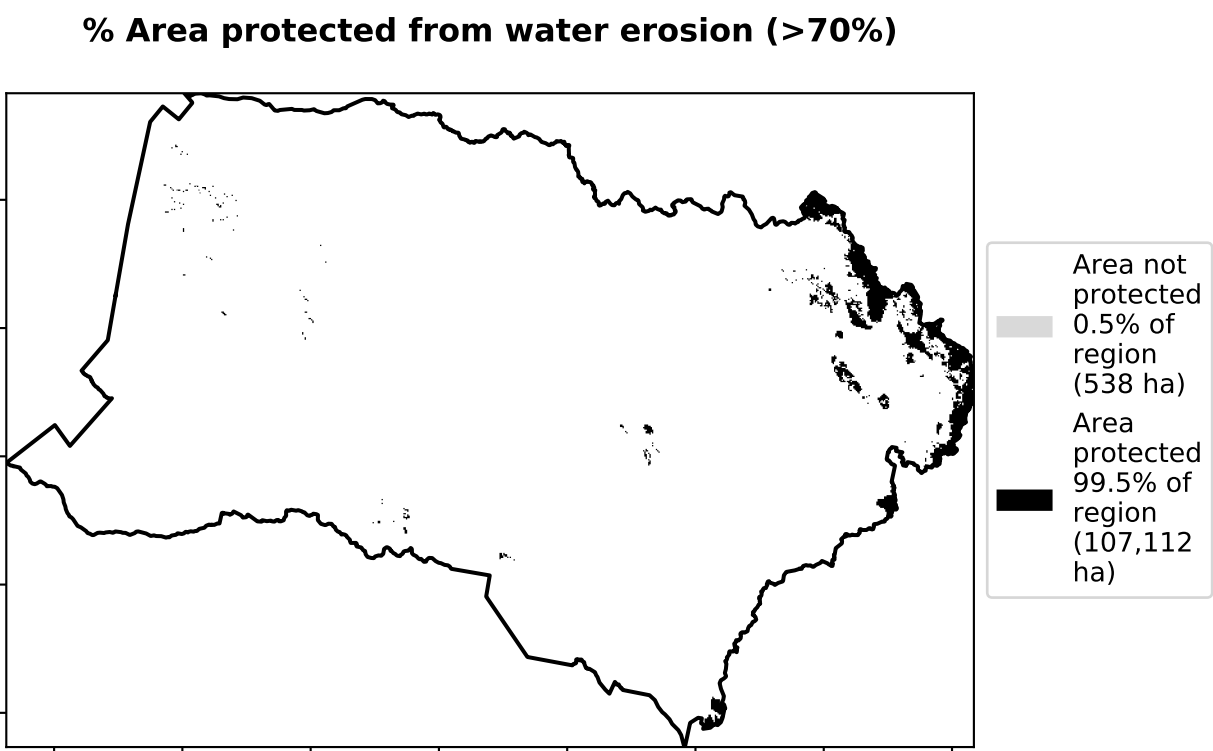 % Area protected from water erosion (>70%)
Area not
protected
0.5% of
region
(538 ha)
Area
protected
99.5% of
region
(107,112
ha)